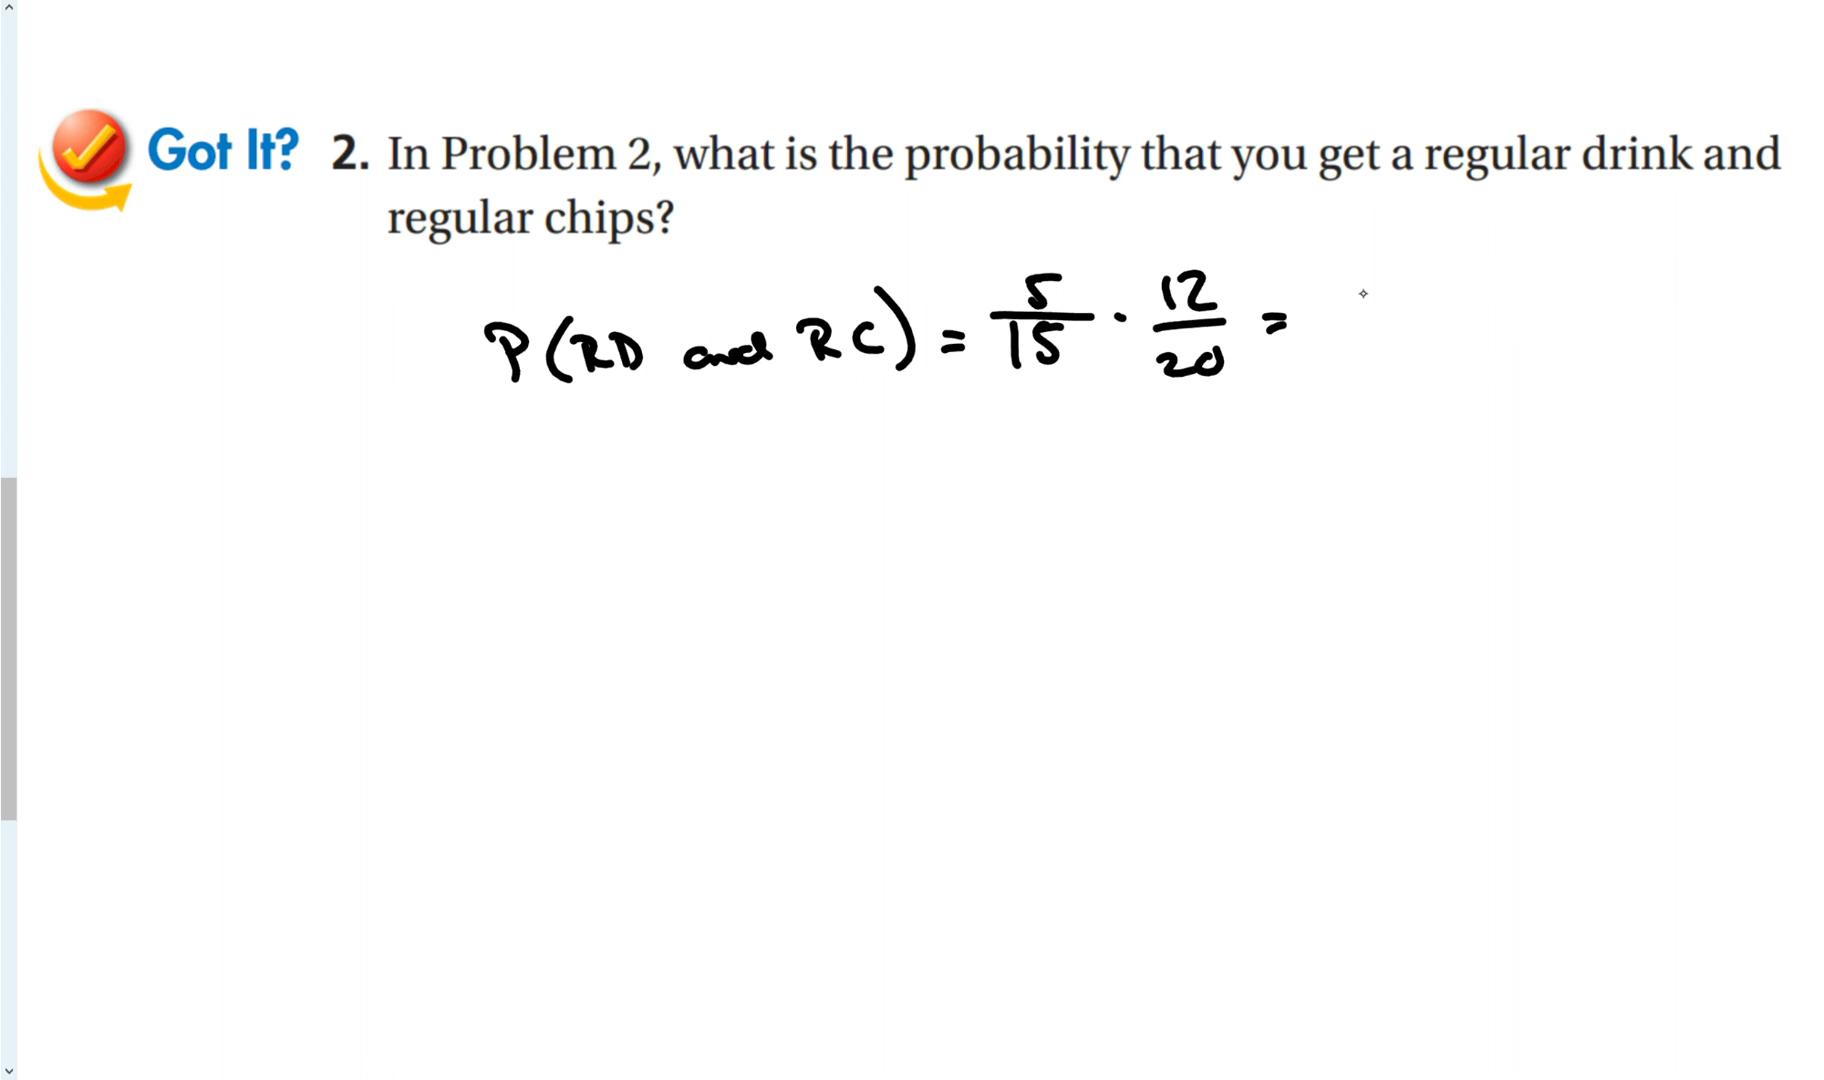 Got It? 2. In Problem 2, what is the probability that you get a regular drink and
regular chips?
P(RD and RC) = 5/15 · 12/20 =